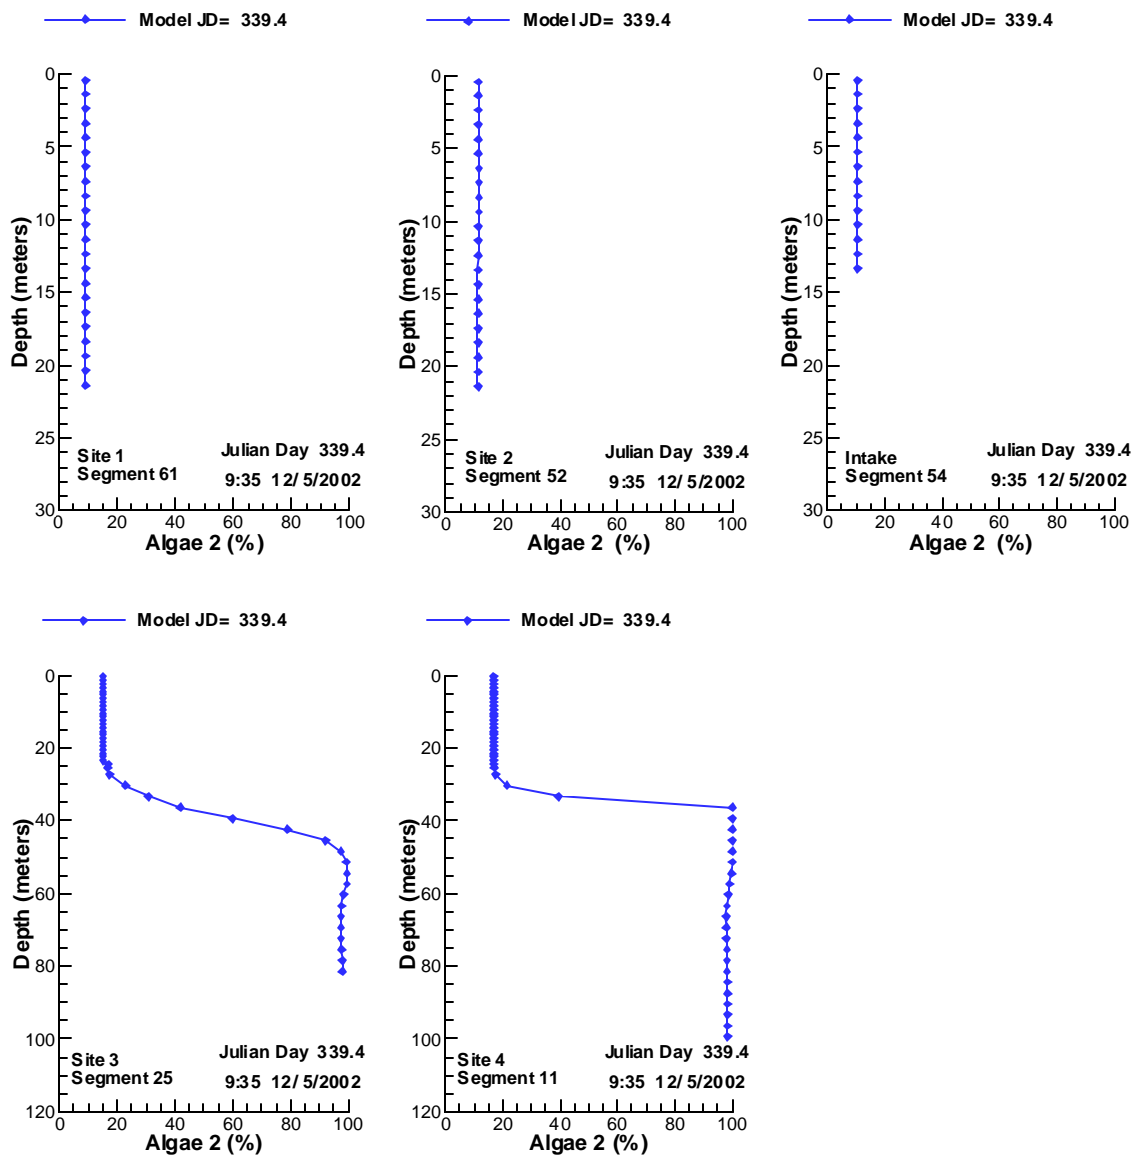 Model JD= 339.4
0
5
10
15
20
25
30
Depth (meters)
Site 1
Segment 61
Julian Day 339.4
9:35 12/ 5/2002
0 20 40 60 80 100
Algae 2 (%)
Model JD= 339.4
0
5
10
15
20
25
30
Depth (meters)
Site 2
Segment 52
Julian Day 339.4
9:35 12/ 5/2002
0 20 40 60 80 100
Algae 2 (%)
Model JD= 339.4
0
5
10
15
20
25
30
Depth (meters)
Intake
Segment 54
Julian Day 339.4
9:35 12/ 5/2002
0 20 40 60 80 100
Algae 2 (%)
Model JD= 339.4
0
20
40
60
80
100
120
Depth (meters)
Site 3
Segment 25
Julian Day 339.4
9:35 12/ 5/2002
0 20 40 60 80 100
Algae 2 (%)
Model JD= 339.4
0
20
40
60
80
100
120
Depth (meters)
Site 4
Segment 11
Julian Day 339.4
9:35 12/ 5/2002
0 20 40 60 80 100
Algae 2 (%)